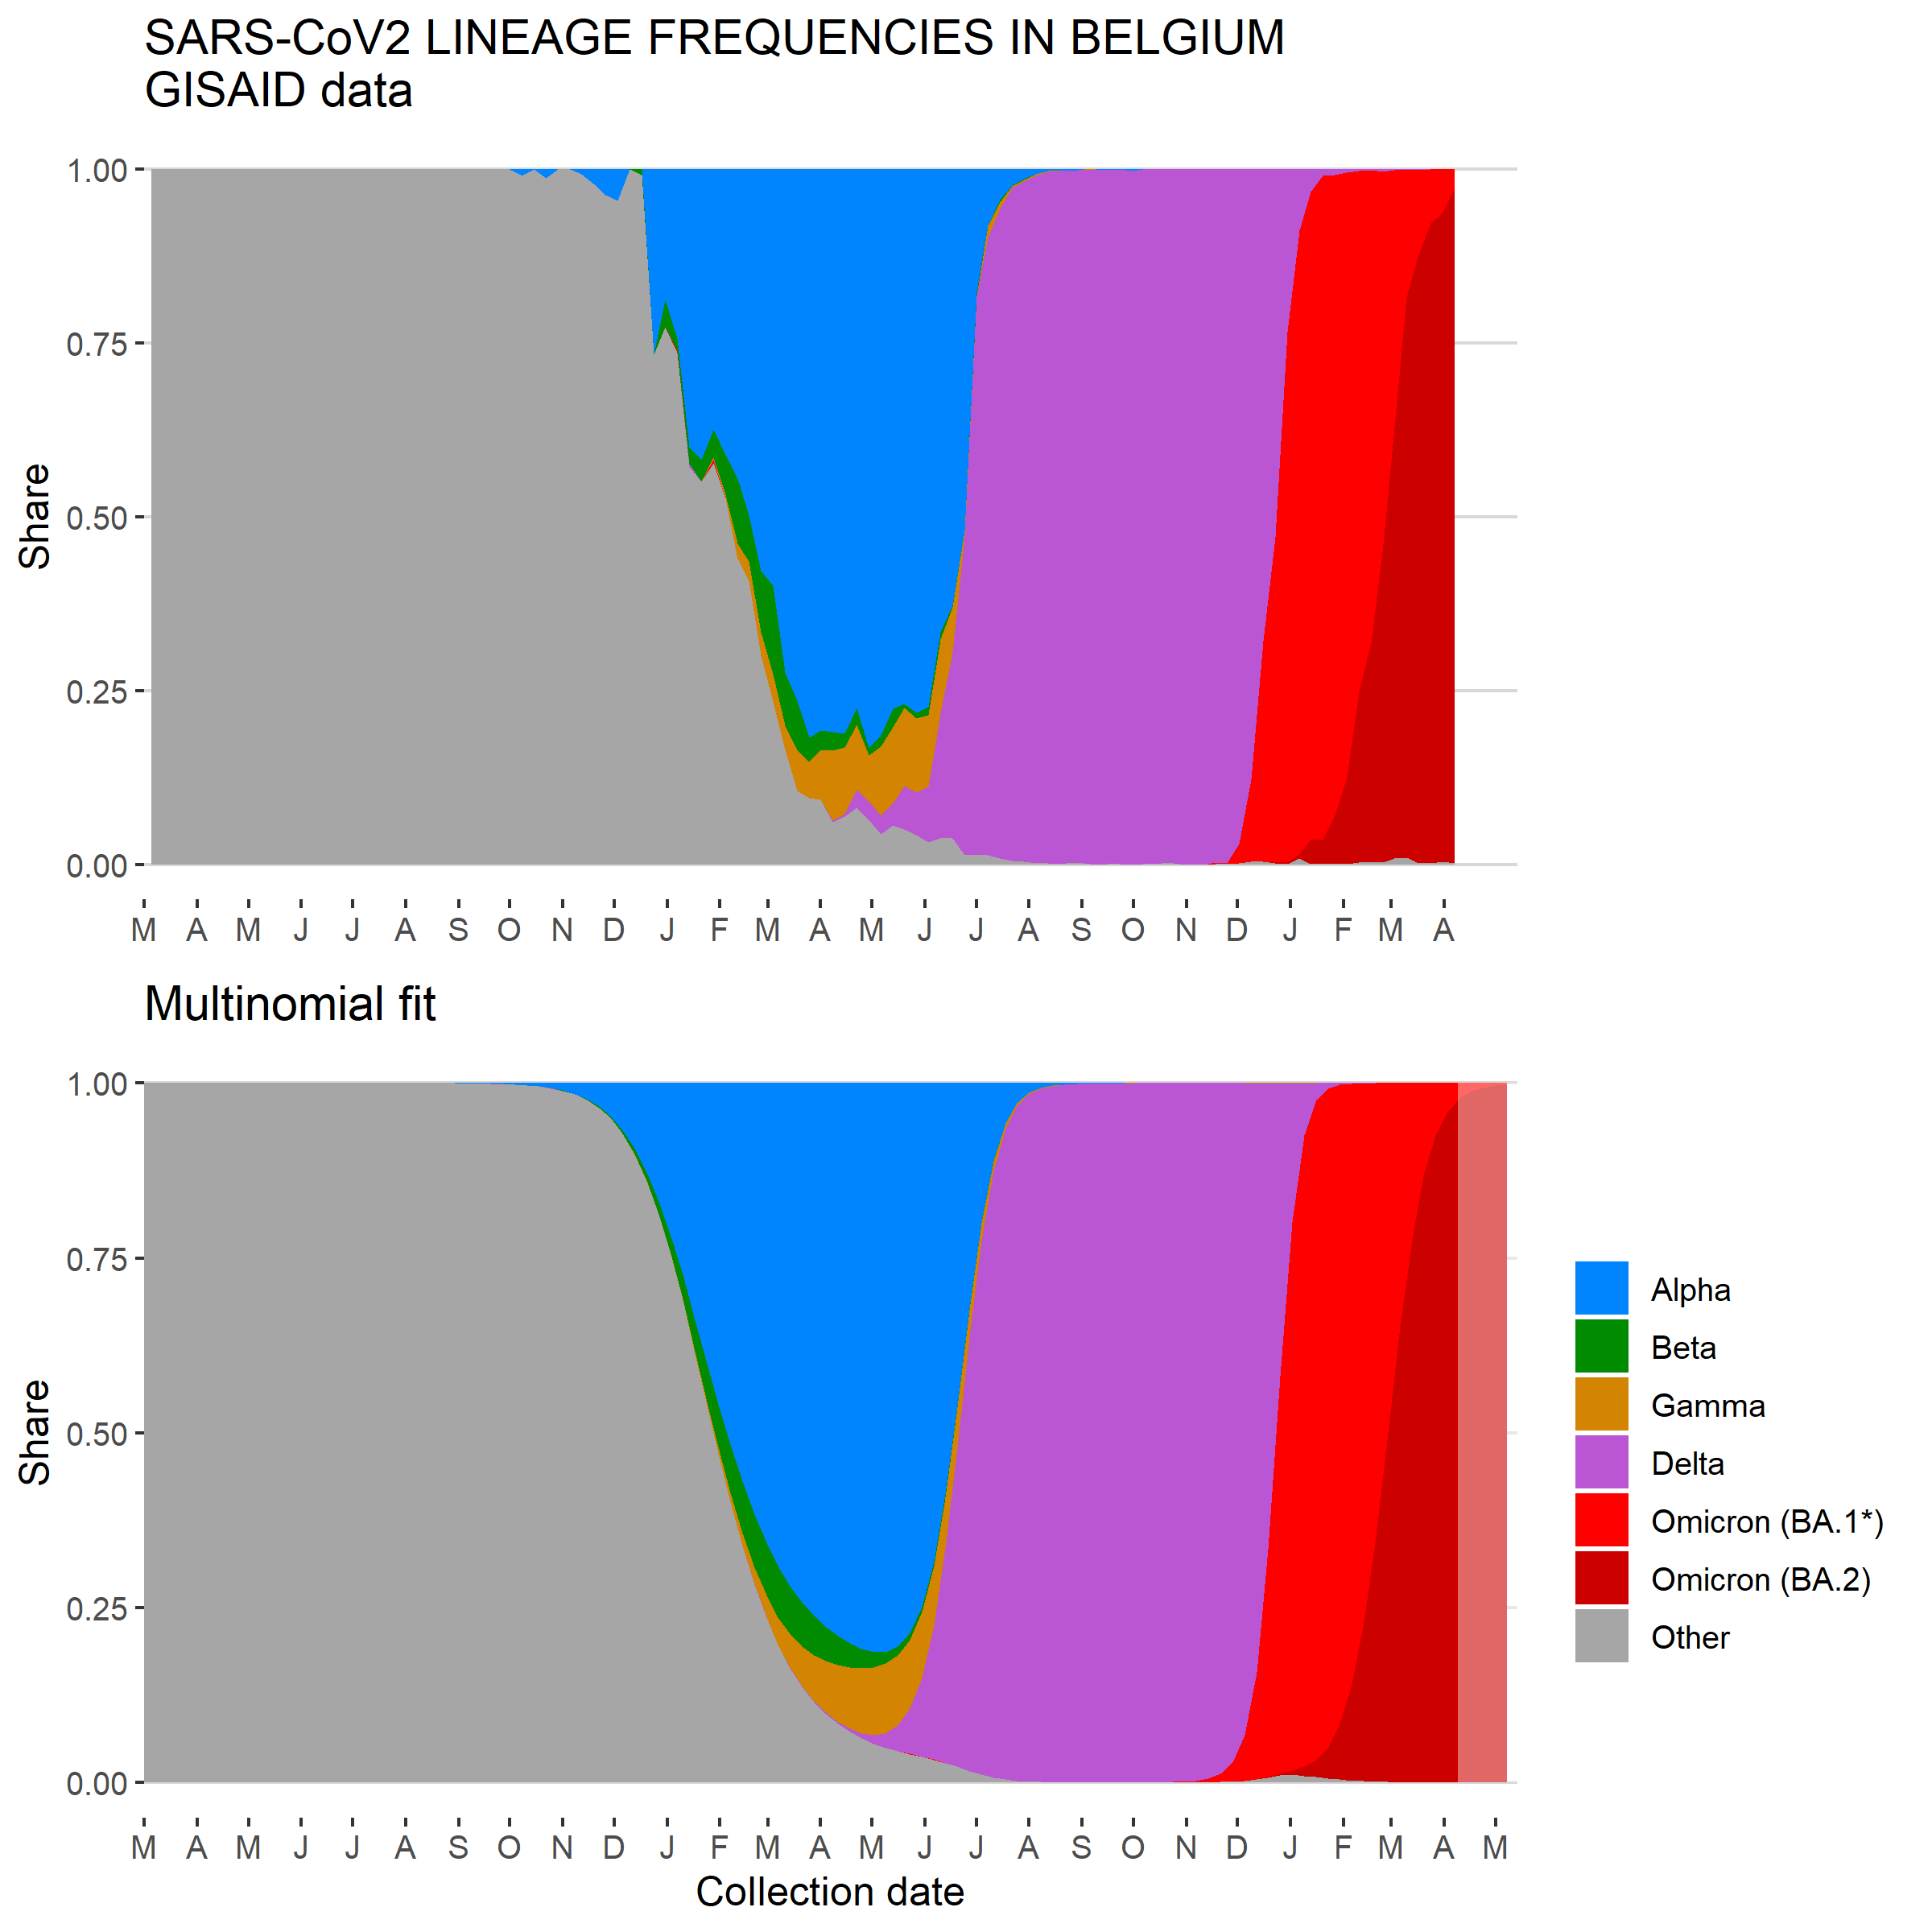 SARS-CoV2 LINEAGE FREQUENCIES IN BELGIUM
GISAID data
1.00
0.75
0.50
0.25
0.00
Share
M A M J J A S O N D J F M A M J J A S O N D J F M A
Multinomial fit
1.00
0.75
0.50
0.25
0.00
Share
M A M J J A S O N D J F M A M J J A S O N D J F M A M
Collection date
Alpha
Beta
Gamma
Delta
Omicron (BA.1*)
Omicron (BA.2)
Other